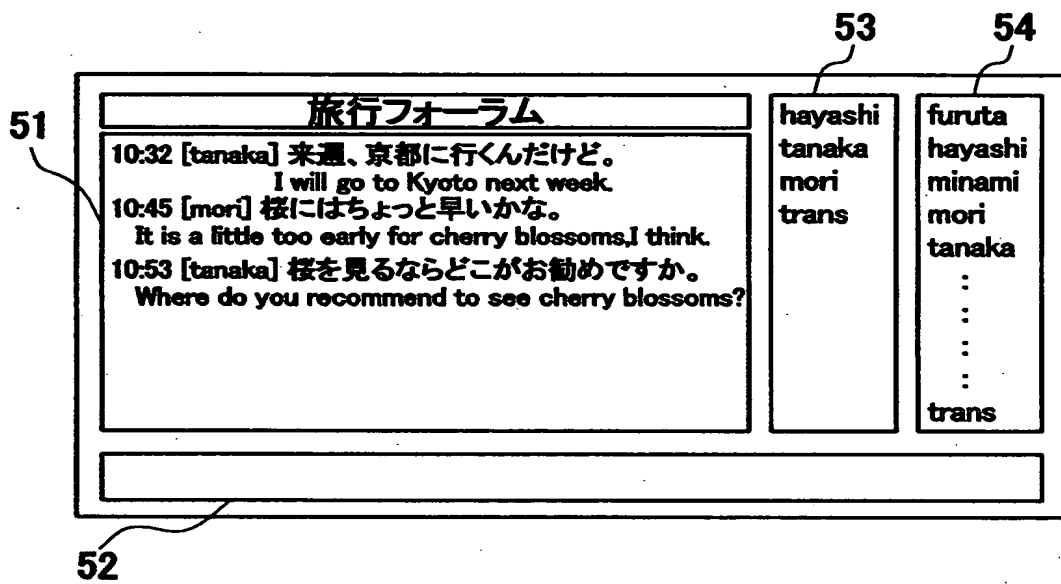 53
54
51
旅行フォーラム
10:32 [tanaka] 来週、京都に行くんだけど。
I will go to Kyoto next week.
10:45 [mori] 桜にはちょっと早いかな。
It is a little too early for cherry blossoms,I think.
10:53 [tanaka] 桜を見るならどこがお勧めですか。
Where do you recommend to see cherry blossoms?
hayashi
tanaka
mori
trans
furuta
hayashi
minami
mori
tanaka
:
:
:
:
trans
52